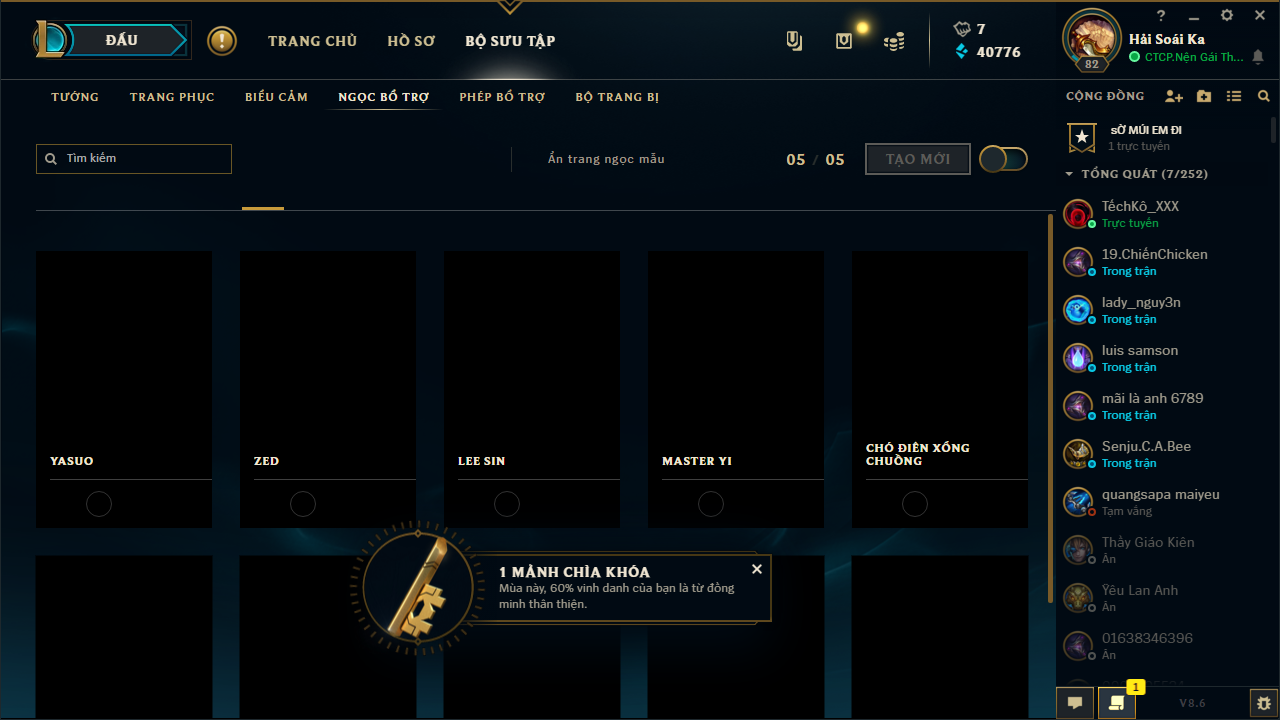 ĐẤU
TRANG CHỦ
HỒ SƠ
BỘ SƯU TẬP
7
40776
82
Hải Soái Ka
CTCP.Nện Gái Th...
TƯỚNG
TRANG PHỤC
BIỂU CẢM
NGỌC BỔ TRỢ
PHÉP BỔ TRỢ
BỘ TRANG BỊ
Tìm kiếm
Ẩn trang ngọc mẫu
05 / 05
TẠO MỚI
YASUO
ZED
LEE SIN
MASTER YI
CHÓ ĐIÊN XỔNG
CHUỒNG
1 MẢNH CHÌA KHÓA
Mùa này, 60% vinh danh của bạn là từ đồng
minh thân thiện.
CỘNG ĐỒNG
sỜ MÚI EM ĐI
1 trực tuyến
TỔNG QUÁT (7/252)
TếchKô_XXX
Trực tuyến
19.ChiếnChicken
Trong trận
lady_nguy3n
Trong trận
luis samson
Trong trận
mãi là anh 6789
Trong trận
Senju.C.A.Bee
Trong trận
quangsapa maiyeu
Tạm vắng
Thầy Giáo Kiên
Ẩn
Ỹêu Lan Anh
Ẩn
01638346396
Ẩn
1
V8.6